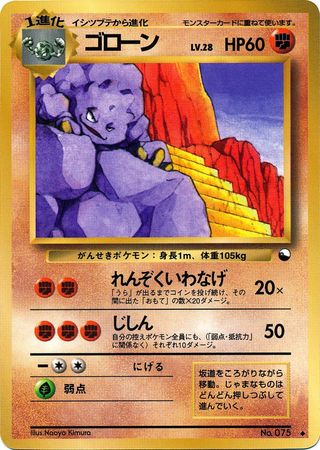 1進化 イシツブテから進化 モンスターカードに重ねて使います。
ゴローン LV.28 HP60
がんせきポケモン：身長1m、体重105kg
れんぞくいわなげ 20×
「うら」が出るまでコインを投げ続け、その
間に出た「おもて」の数×20ダメージ。
じしん 50
自分の控えポケモン全員にも、（「弱点・抵抗力」
に関係なく）それぞれ10ダメージ。
にげる
弱点
坂道をころがりながら
移動。じゃまなものは
どんどん押しつぶして
進んでいく。
Illus.Naoyo Kimura No.075